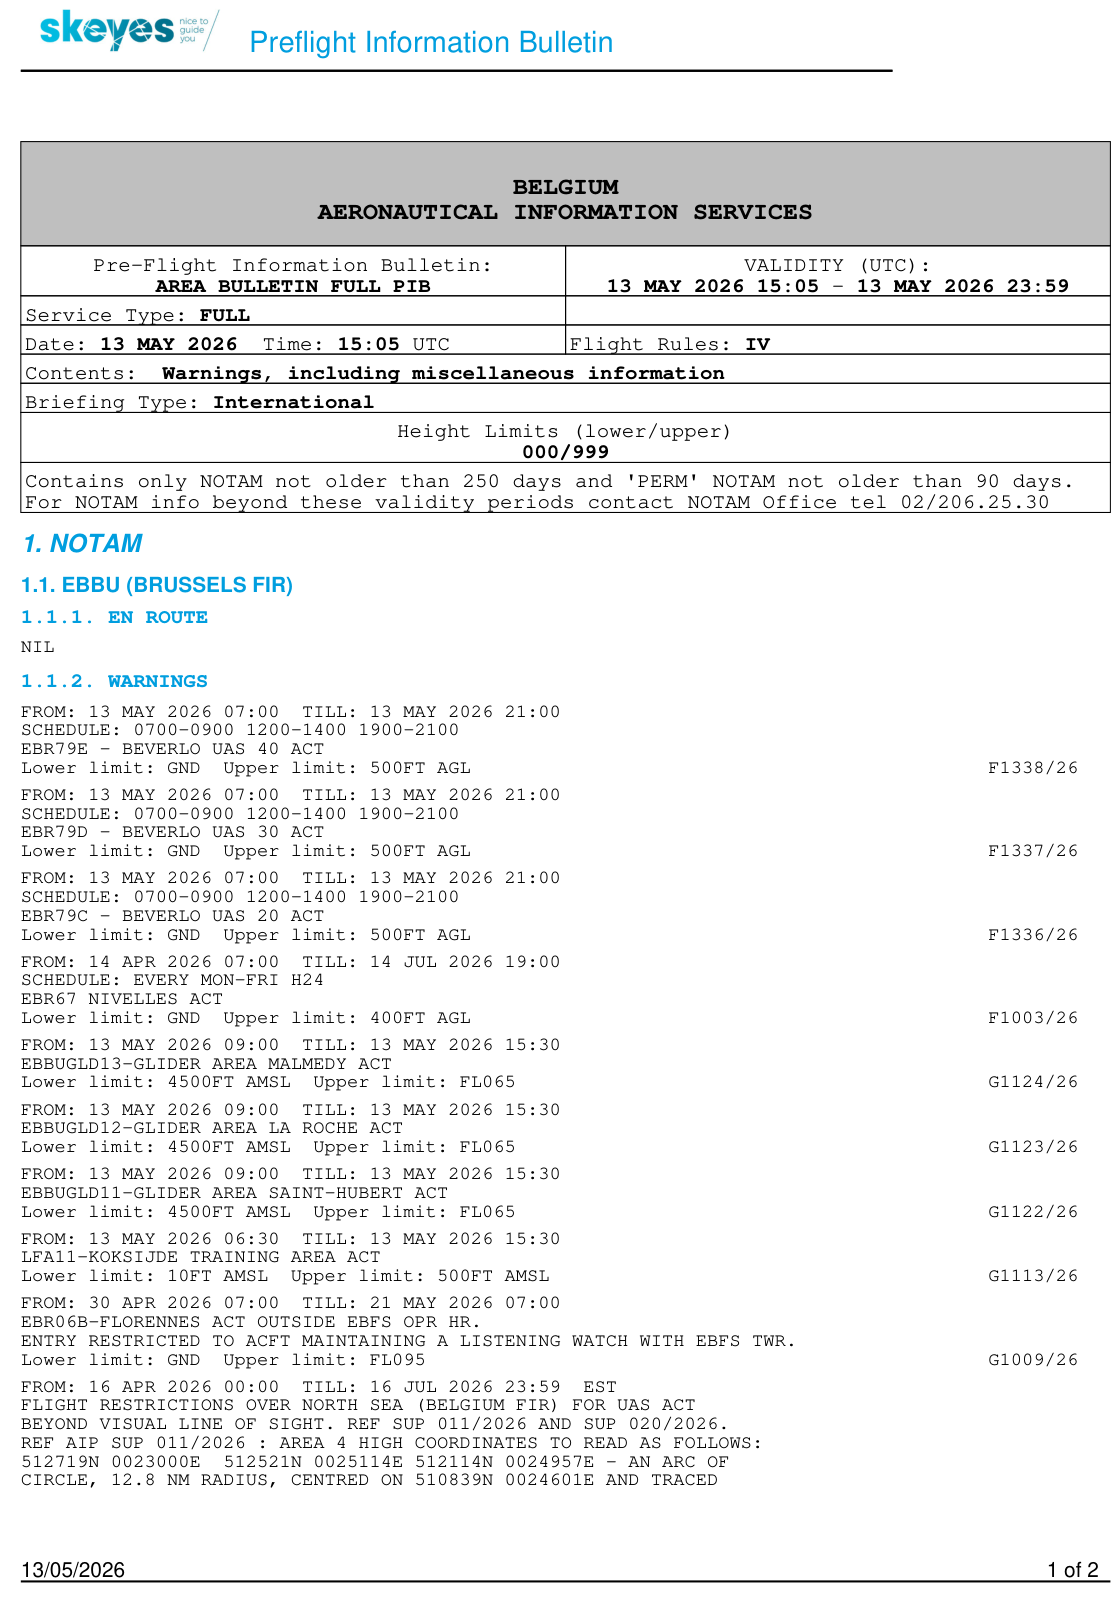 skeyes nice to guide you
Preflight Information Bulletin
BELGIUM
AERONAUTICAL INFORMATION SERVICES
Pre-Flight Information Bulletin:
AREA BULLETIN FULL PIB
VALIDITY (UTC):
13 MAY 2026 15:05 - 13 MAY 2026 23:59
Service Type: FULL
Date: 13 MAY 2026  Time: 15:05 UTC
Flight Rules: IV
Contents:  Warnings, including miscellaneous information
Briefing Type: International
Height Limits (lower/upper)
000/999
Contains only NOTAM not older than 250 days and 'PERM' NOTAM not older than 90 days.
For NOTAM info beyond these validity periods contact NOTAM Office tel 02/206.25.30
1. NOTAM
1.1. EBBU (BRUSSELS FIR)
1.1.1. EN ROUTE
NIL
1.1.2. WARNINGS
FROM: 13 MAY 2026 07:00  TILL: 13 MAY 2026 21:00
SCHEDULE: 0700-0900 1200-1400 1900-2100
EBR79E - BEVERLO UAS 40 ACT
Lower limit: GND  Upper limit: 500FT AGL F1338/26
FROM: 13 MAY 2026 07:00  TILL: 13 MAY 2026 21:00
SCHEDULE: 0700-0900 1200-1400 1900-2100
EBR79D - BEVERLO UAS 30 ACT
Lower limit: GND  Upper limit: 500FT AGL F1337/26
FROM: 13 MAY 2026 07:00  TILL: 13 MAY 2026 21:00
SCHEDULE: 0700-0900 1200-1400 1900-2100
EBR79C - BEVERLO UAS 20 ACT
Lower limit: GND  Upper limit: 500FT AGL F1336/26
FROM: 14 APR 2026 07:00  TILL: 14 JUL 2026 19:00
SCHEDULE: EVERY MON-FRI H24
EBR67 NIVELLES ACT
Lower limit: GND  Upper limit: 400FT AGL F1003/26
FROM: 13 MAY 2026 09:00  TILL: 13 MAY 2026 15:30
EBBUGLD13-GLIDER AREA MALMEDY ACT
Lower limit: 4500FT AMSL  Upper limit: FL065 G1124/26
FROM: 13 MAY 2026 09:00  TILL: 13 MAY 2026 15:30
EBBUGLD12-GLIDER AREA LA ROCHE ACT
Lower limit: 4500FT AMSL  Upper limit: FL065 G1123/26
FROM: 13 MAY 2026 09:00  TILL: 13 MAY 2026 15:30
EBBUGLD11-GLIDER AREA SAINT-HUBERT ACT
Lower limit: 4500FT AMSL  Upper limit: FL065 G1122/26
FROM: 13 MAY 2026 06:30  TILL: 13 MAY 2026 15:30
LFA11-KOKSIJDE TRAINING AREA ACT
Lower limit: 10FT AMSL  Upper limit: 500FT AMSL G1113/26
FROM: 30 APR 2026 07:00  TILL: 21 MAY 2026 07:00
EBR06B-FLORENNES ACT OUTSIDE EBFS OPR HR.
ENTRY RESTRICTED TO ACFT MAINTAINING A LISTENING WATCH WITH EBFS TWR.
Lower limit: GND  Upper limit: FL095 G1009/26
FROM: 16 APR 2026 00:00  TILL: 16 JUL 2026 23:59  EST
FLIGHT RESTRICTIONS OVER NORTH SEA (BELGIUM FIR) FOR UAS ACT
BEYOND VISUAL LINE OF SIGHT. REF SUP 011/2026 AND SUP 020/2026.
REF AIP SUP 011/2026 : AREA 4 HIGH COORDINATES TO READ AS FOLLOWS:
512719N 0023000E  512521N 0025114E 512114N 0024957E - AN ARC OF
CIRCLE, 12.8 NM RADIUS, CENTRED ON 510839N 0024601E AND TRACED
13/05/2026 1 of 2